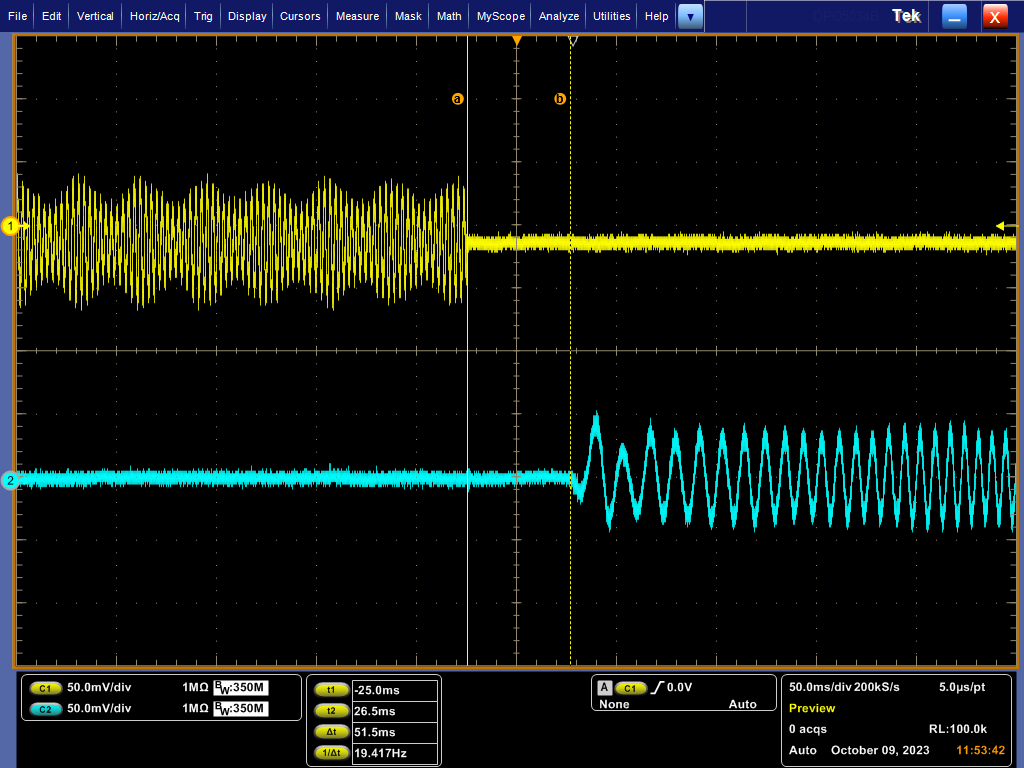 File Edit Vertical Horiz/Acq Trig Display Cursors Measure Mask Math MyScope Analyze Utilities Help Tek X
a b
1
2
C1 50.0mV/div 1MΩ BW:350M
C2 50.0mV/div 1MΩ BW:350M
t1 -25.0ms
t2 26.5ms
Δt 51.5ms
1/Δt 19.417Hz
A C1 0.0V
None Auto
50.0ms/div 200kS/s 5.0µs/pt
Preview
0 acqs RL:100.0k
Auto October 09, 2023 11:53:42